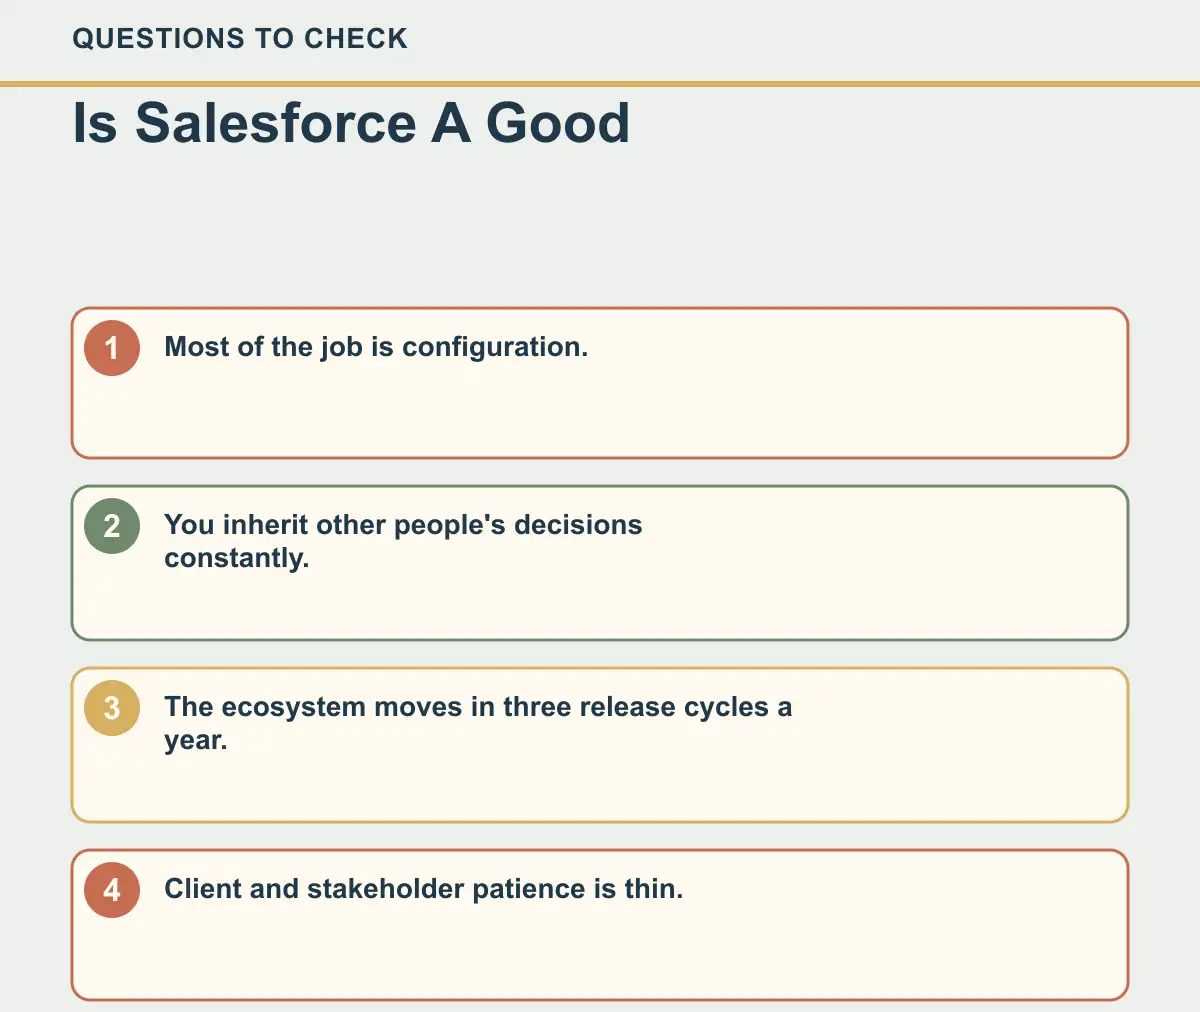 QUESTIONS TO CHECK
Is Salesforce A Good
1
Most of the job is configuration.
2
You inherit other people's decisions
constantly.
3
The ecosystem moves in three release cycles a
year.
4
Client and stakeholder patience is thin.